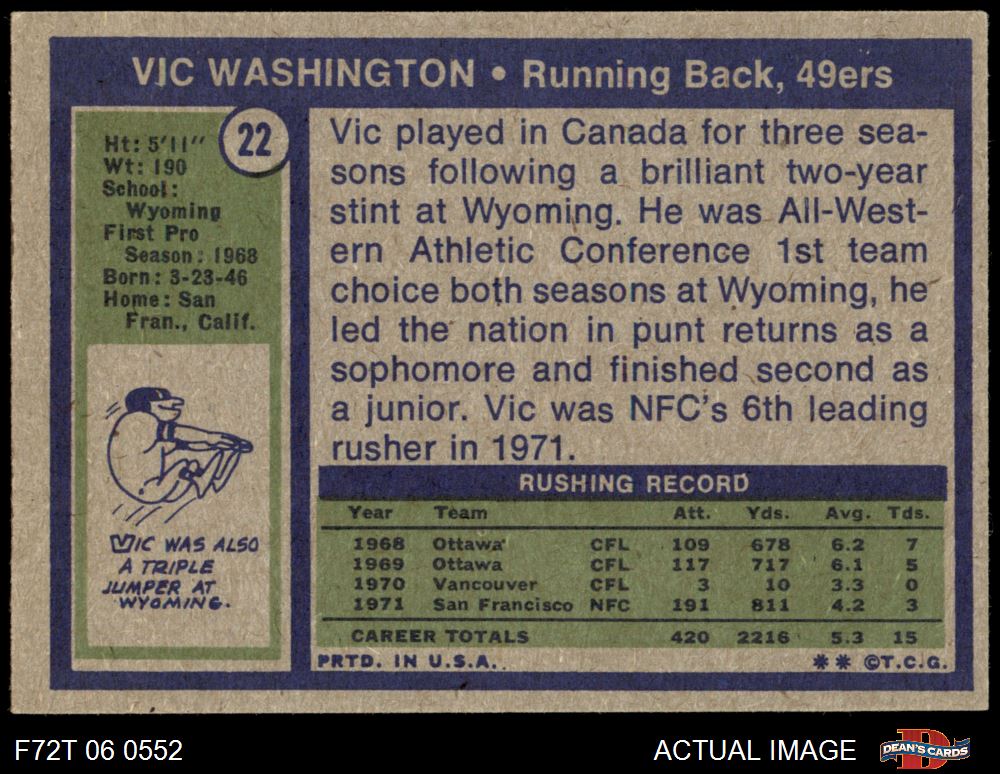 VIC WASHINGTON • Running Back, 49ers
22
Ht: 5'11"
Wt: 190
School:
Wyoming
First Pro
Season: 1968
Born: 3-23-46
Home: San
Fran., Calif.
VIC WAS ALSO
A TRIPLE
JUMPER AT
WYOMING.
Vic played in Canada for three sea-
sons following a brilliant two-year
stint at Wyoming. He was All-West-
ern Athletic Conference 1st team
choice both seasons at Wyoming, he
led the nation in punt returns as a
sophomore and finished second as
a junior. Vic was NFC's 6th leading
rusher in 1971.
RUSHING RECORD
Year Team Att. Yds. Avg. Tds.
1968 Ottawa CFL 109 678 6.2 7
1969 Ottawa CFL 117 717 6.1 5
1970 Vancouver CFL 3 10 3.3 0
1971 San Francisco NFC 191 811 4.2 3
CAREER TOTALS 420 2216 5.3 15
PRTD. IN U.S.A. ** ©T.C.G.
F72T 06 0552 ACTUAL IMAGE DEAN'S CARDS